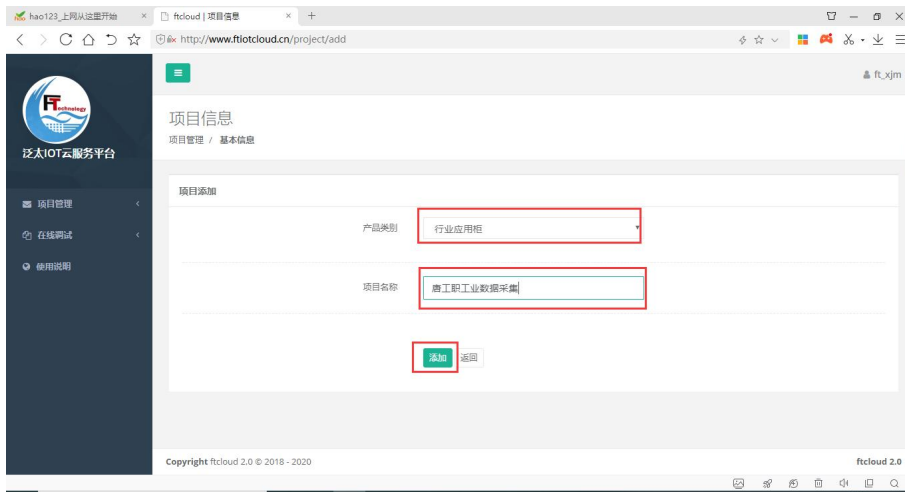 hao123_上网从这里开始
ftcloud | 项目信息
http://www.ftiotcloud.cn/project/add
ft_xjm
FTechnology
泛太IOT云服务平台
项目信息
项目管理 / 基本信息
项目管理
在线调试
使用说明
项目添加
产品类别
行业应用柜
项目名称
唐工职工业数据采集
添加
返回
Copyright ftcloud 2.0 © 2018 - 2020
ftcloud 2.0